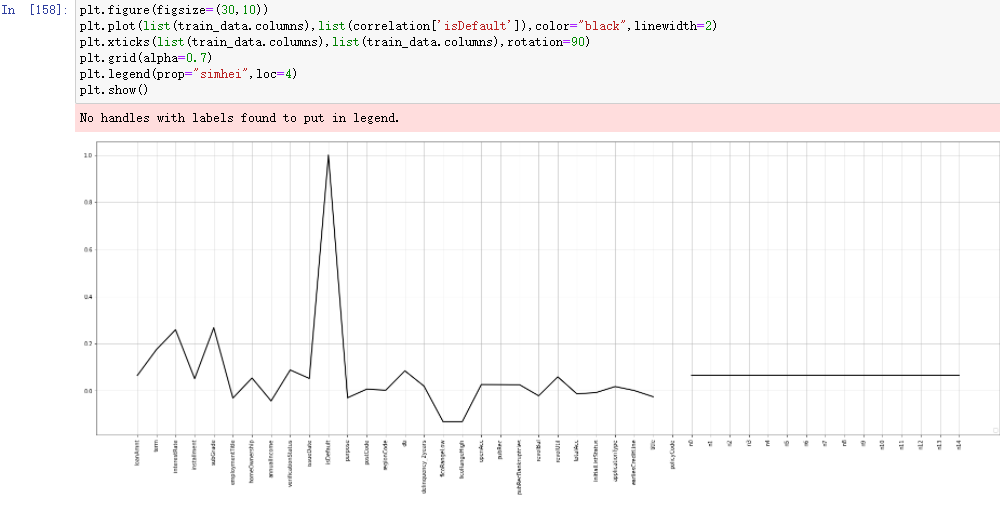 In [158]:
plt.figure(figsize=(30,10))
plt.plot(list(train_data.columns),list(correlation['isDefault']),color="black",linewidth=2)
plt.xticks(list(train_data.columns),list(train_data.columns),rotation=90)
plt.grid(alpha=0.7)
plt.legend(prop="simhei",loc=4)
plt.show()
No handles with labels found to put in legend.
1.0
0.8
0.6
0.4
0.2
0.0
loanAmnt
term
interestRate
installment
subGrade
employmentTitle
homeOwnership
annualIncome
verificationStatus
issueDate
isDefault
purpose
postCode
regionCode
dti
delinquency_2years
ficoRangeLow
ficoRangeHigh
openAcc
pubRec
pubRecBankruptcies
revolBal
revolUtil
totalAcc
initialListStatus
applicationType
earliesCreditLine
title
policyCode
n0
n1
n2
n3
n4
n5
n6
n7
n8
n9
n10
n11
n12
n13
n14